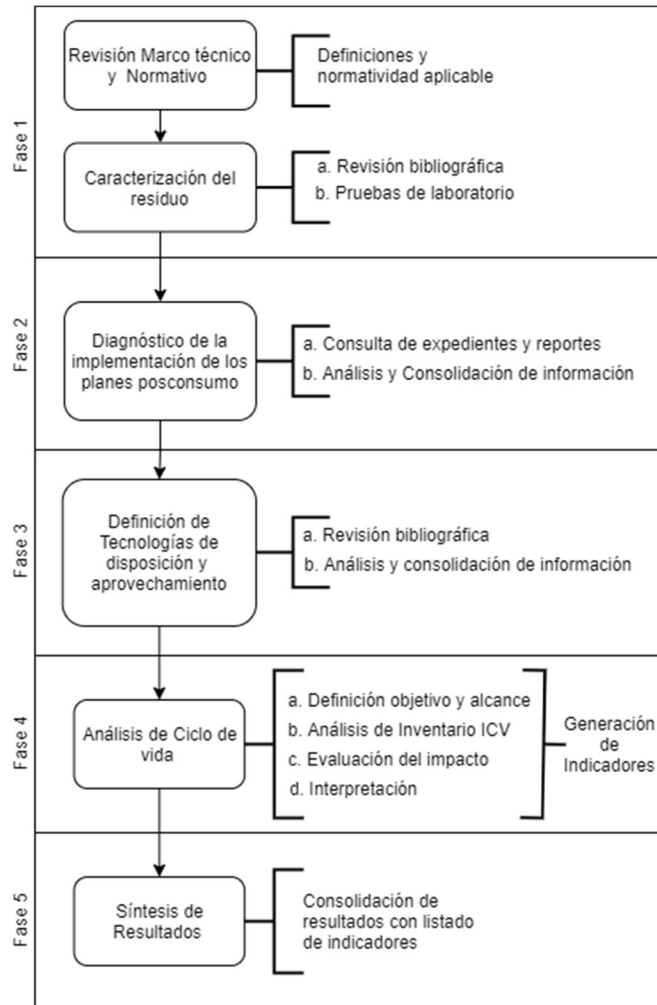 Fase 1
Revisión Marco técnico
y Normativo
Definiciones y
normatividad aplicable
Caracterización del
residuo
a. Revisión bibliográfica
b. Pruebas de laboratorio
Fase 2
Diagnóstico de la
implementación de los
planes posconsumo
a. Consulta de expedientes y reportes
b. Análisis y Consolidación de información
Fase 3
Definición de
Tecnologías de
disposición y
aprovechamiento
a. Revisión bibliográfica
b. Análisis y consolidación de información
Fase 4
Análisis de Ciclo de
vida
a. Definición objetivo y alcance
b. Análisis de Inventario ICV
c. Evaluación del impacto
d. Interpretación
Generación
de
Indicadores
Fase 5
Síntesis de
Resultados
Consolidación de
resultados con listado
de indicadores